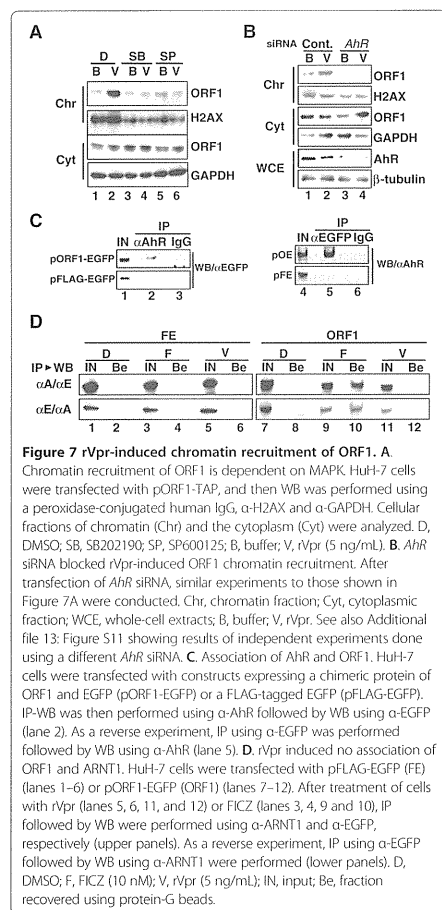 A
D SB SP
B V B V B V
Chr
ORF1
H2AX
Cyt
ORF1
GAPDH
1 2 3 4 5 6
B
siRNA Cont. AhR
B V B V
Chr
ORF1
H2AX
Cyt
ORF1
GAPDH
WCE
AhR
β-tubulin
1 2 3 4
C
IP
IN αAhR IgG
pORF1-EGFP
pFLAG-EGFP
WB/αEGFP
1 2 3
IP
IN αEGFP IgG
pOE
pFE
WB/αAhR
4 5 6
D
FE ORF1
D F V D F V
IP►WB IN Be IN Be IN Be IN Be IN Be IN Be
αA/αE
αE/αA
1 2 3 4 5 6 7 8 9 10 11 12
Figure 7 rVpr-induced chromatin recruitment of ORF1. A.
Chromatin recruitment of ORF1 is dependent on MAPK. HuH-7 cells
were transfected with pORF1-TAP, and then WB was performed using
a peroxidase-conjugated human IgG, α-H2AX and α-GAPDH. Cellular
fractions of chromatin (Chr) and the cytoplasm (Cyt) were analyzed. D,
DMSO; SB, SB202190; SP, SP600125; B, buffer; V, rVpr (5 ng/mL). B. AhR
siRNA blocked rVpr-induced ORF1 chromatin recruitment. After
transfection of AhR siRNA, similar experiments to those shown in
Figure 7A were conducted. Chr, chromatin fraction; Cyt, cytoplasmic
fraction; WCE, whole-cell extracts; B, buffer; V, rVpr. See also Additional
file 13: Figure S11 showing results of independent experiments done
using a different AhR siRNA. C. Association of AhR and ORF1. HuH-7
cells were transfected with constructs expressing a chimeric protein of
ORF1 and EGFP (pORF1-EGFP) or a FLAG-tagged EGFP (pFLAG-EGFP).
IP-WB was then performed using α-AhR followed by WB using α-EGFP
(lane 2). As a reverse experiment, IP using α-EGFP was performed
followed by WB using α-AhR (lane 5). D. rVpr induced no association of
ORF1 and ARNT1. HuH-7 cells were transfected with pFLAG-EGFP (FE)
(lanes 1–6) or pORF1-EGFP (ORF1) (lanes 7–12). After treatment of cells
with rVpr (lanes 5, 6, 11, and 12) or FICZ (lanes 3, 4, 9 and 10), IP
followed by WB were performed using α-ARNT1 and α-EGFP,
respectively (upper panels). As a reverse experiment, IP using α-EGFP
followed by WB using α-ARNT1 were performed (lower panels). D,
DMSO; F, FICZ (10 nM); V, rVpr (5 ng/mL); IN, input; Be, fraction
recovered using protein-G beads.